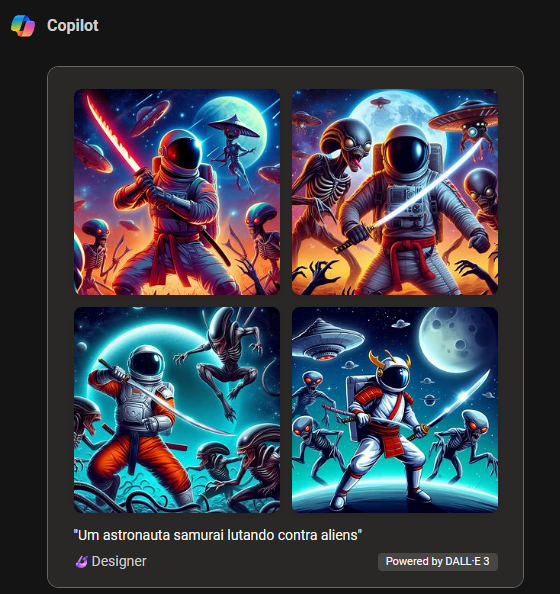 Copilot
"Um astronauta samurai lutando contra aliens"
Designer
Powered by DALL·E 3